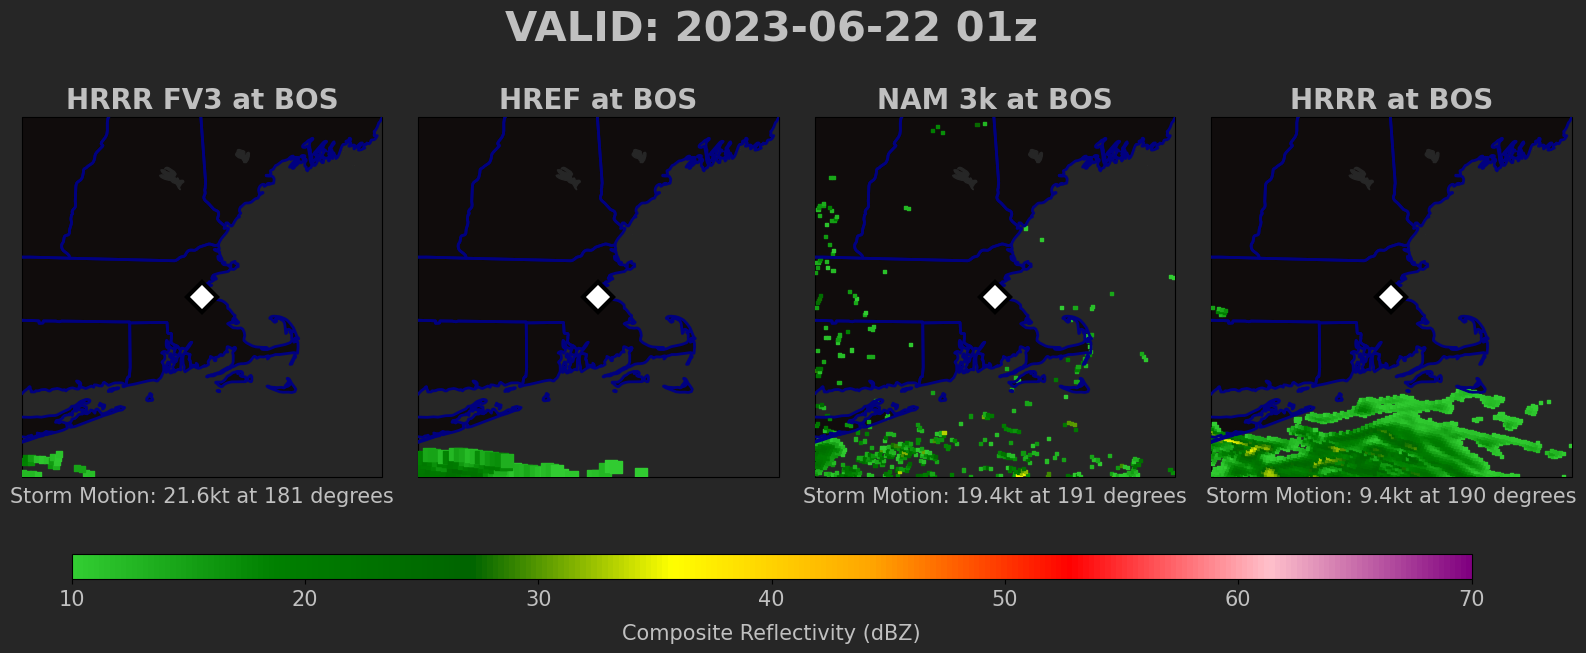 VALID: 2023-06-22 01z
HRRR FV3 at BOS
HREF at BOS
NAM 3k at BOS
HRRR at BOS
Storm Motion: 21.6kt at 181 degrees
Storm Motion: 19.4kt at 191 degrees
Storm Motion: 9.4kt at 190 degrees
10 20 30 40 50 60 70
Composite Reflectivity (dBZ)